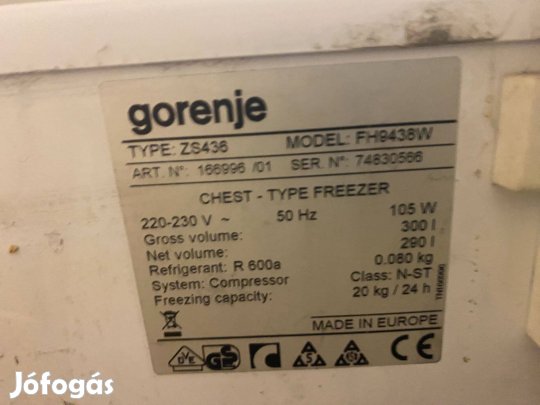 gorenje
TYPE: ZS436 MODEL: FH9438W
ART. N°: 166996 /01 SER. N°: 74830566
CHEST - TYPE FREEZER
220-230 V ~ 50 Hz 105 W
Gross volume: 300 l
Net volume: 290 l
Refrigerant: R 600a 0.080 kg
System: Compressor Class: N-ST
Freezing capacity: 20 kg / 24 h
MADE IN EUROPE
DVE GS CE
Jófogás